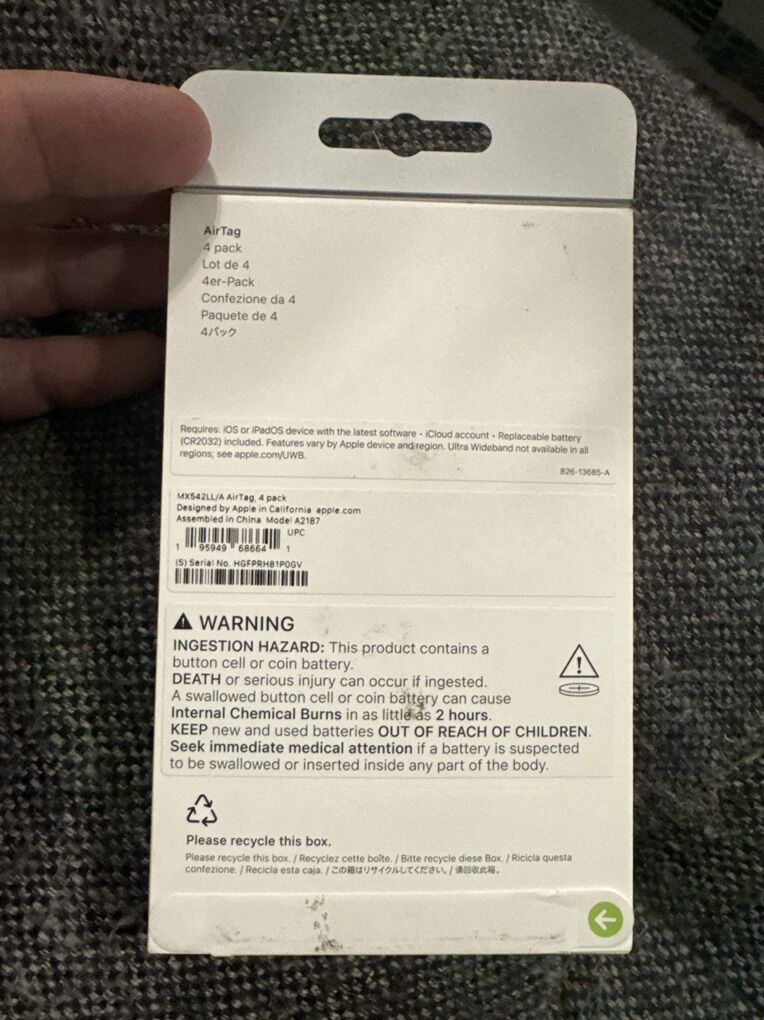 AirTag
4 pack
Lot de 4
4er-Pack
Confezione da 4
Paquete de 4
4パック
Requires: iOS or iPadOS device with the latest software • iCloud account • Replaceable battery
(CR2032) included. Features vary by Apple device and region. Ultra Wideband not available in all
regions; see apple.com/UWB.
826-13685-A
MX542LL/A AirTag, 4 pack
Designed by Apple in California apple.com
Assembled in China Model A2187
UPC
1 95949 68664 1
(S) Serial No. HGFPRH81P0GV
WARNING
INGESTION HAZARD: This product contains a
button cell or coin battery.
DEATH or serious injury can occur if ingested.
A swallowed button cell or coin battery can cause
Internal Chemical Burns in as little as 2 hours.
KEEP new and used batteries OUT OF REACH OF CHILDREN.
Seek immediate medical attention if a battery is suspected
to be swallowed or inserted inside any part of the body.
Please recycle this box.
Please recycle this box. / Recyclez cette boîte. / Bitte recycle diese Box. / Ricicla questa
confezione. / Recicla esta caja. / この箱はリサイクルしてください。/ 请回收此箱。